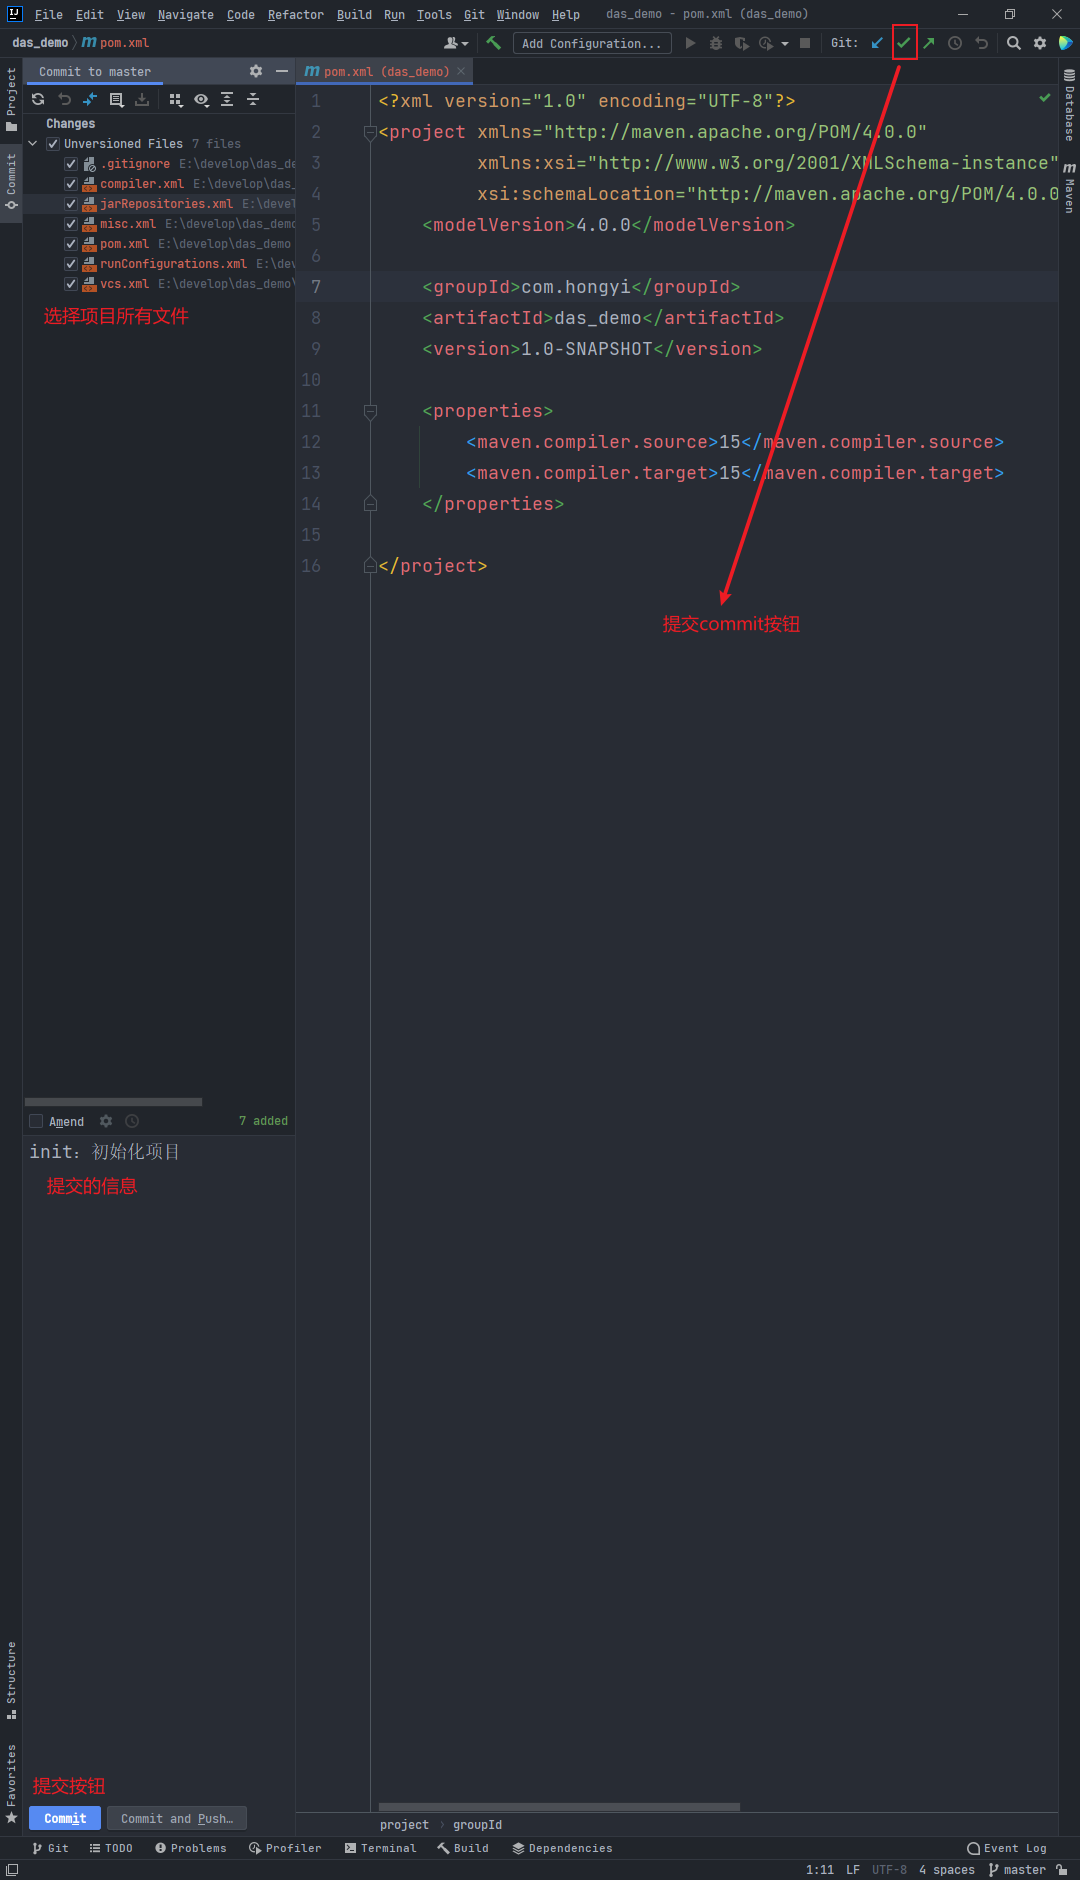 File Edit View Navigate Code Refactor Build Run Tools Git Window Help das_demo - pom.xml (das_demo)
das_demo pom.xml Add Configuration... Git:
Project
Commit
Commit to master
Changes
Unversioned Files 7 files
.gitignore E:\develop\das_de
compiler.xml E:\develop\das_
jarRepositories.xml E:\devel
misc.xml E:\develop\das_demo
pom.xml E:\develop\das_demo
runConfigurations.xml E:\dev
vcs.xml E:\develop\das_demo\
选择项目所有文件
Amend 7 added
init：初始化项目
提交的信息
提交按钮
Commit Commit and Push…
Structure
Favorites
m pom.xml (das_demo)
1 <?xml version="1.0" encoding="UTF-8"?>
2 <project xmlns="http://maven.apache.org/POM/4.0.0"
3 xmlns:xsi="http://www.w3.org/2001/XMLSchema-instance"
4 xsi:schemaLocation="http://maven.apache.org/POM/4.0.0
5 <modelVersion>4.0.0</modelVersion>
6
7 <groupId>com.hongyi</groupId>
8 <artifactId>das_demo</artifactId>
9 <version>1.0-SNAPSHOT</version>
10
11 <properties>
12 <maven.compiler.source>15</maven.compiler.source>
13 <maven.compiler.target>15</maven.compiler.target>
14 </properties>
15
16 </project>
提交commit按钮
Database
m Maven
project groupId
Git TODO Problems Profiler Terminal Build Dependencies Event Log
1:11 LF UTF-8 4 spaces master